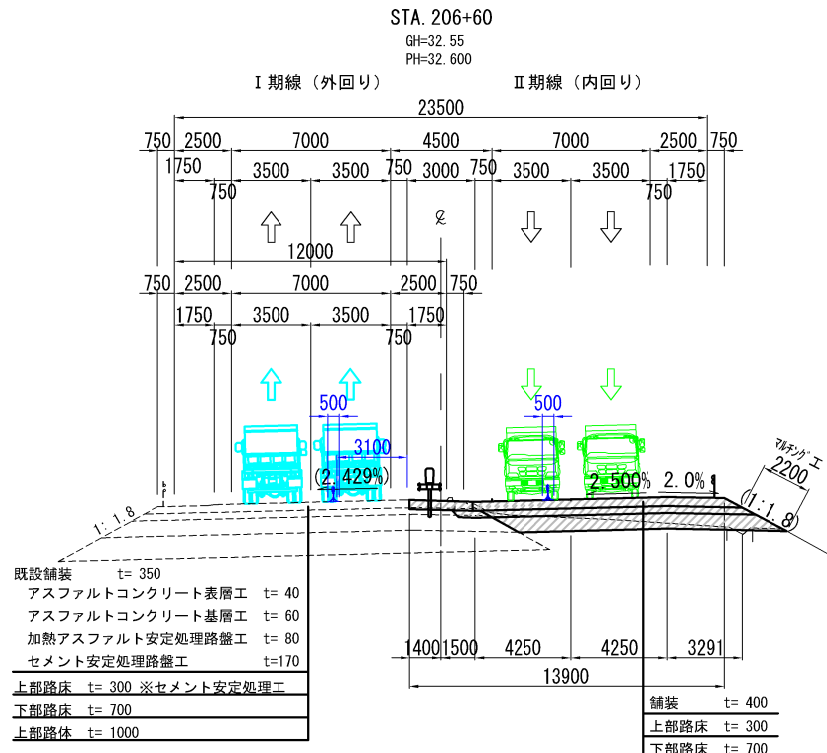 STA. 206+60
GH=32.55
PH=32.600
Ⅰ期線（外回り）
Ⅱ期線（内回り）
23500
750 2500 7000 4500 7000 2500 750
1750 3500 3500 750 3000 750 3500 3500 1750
750 750
℄
12000
750 2500 7000 2500 750
1750 3500 3500 1750
750 750
500 500
3100
(2.429%) 2.500% 2.0%
マルチング工
2200
1:1.8 (1:1.8)
既設舗装 t= 350
アスファルトコンクリート表層工 t= 40
アスファルトコンクリート基層工 t= 60
加熱アスファルト安定処理路盤工 t= 80
セメント安定処理路盤工 t=170
上部路床 t= 300 ※セメント安定処理工
下部路床 t= 700
上部路体 t= 1000
1400 1500 4250 4250 3291
13900
舗装 t= 400
上部路床 t= 300
下部路床 t= 700